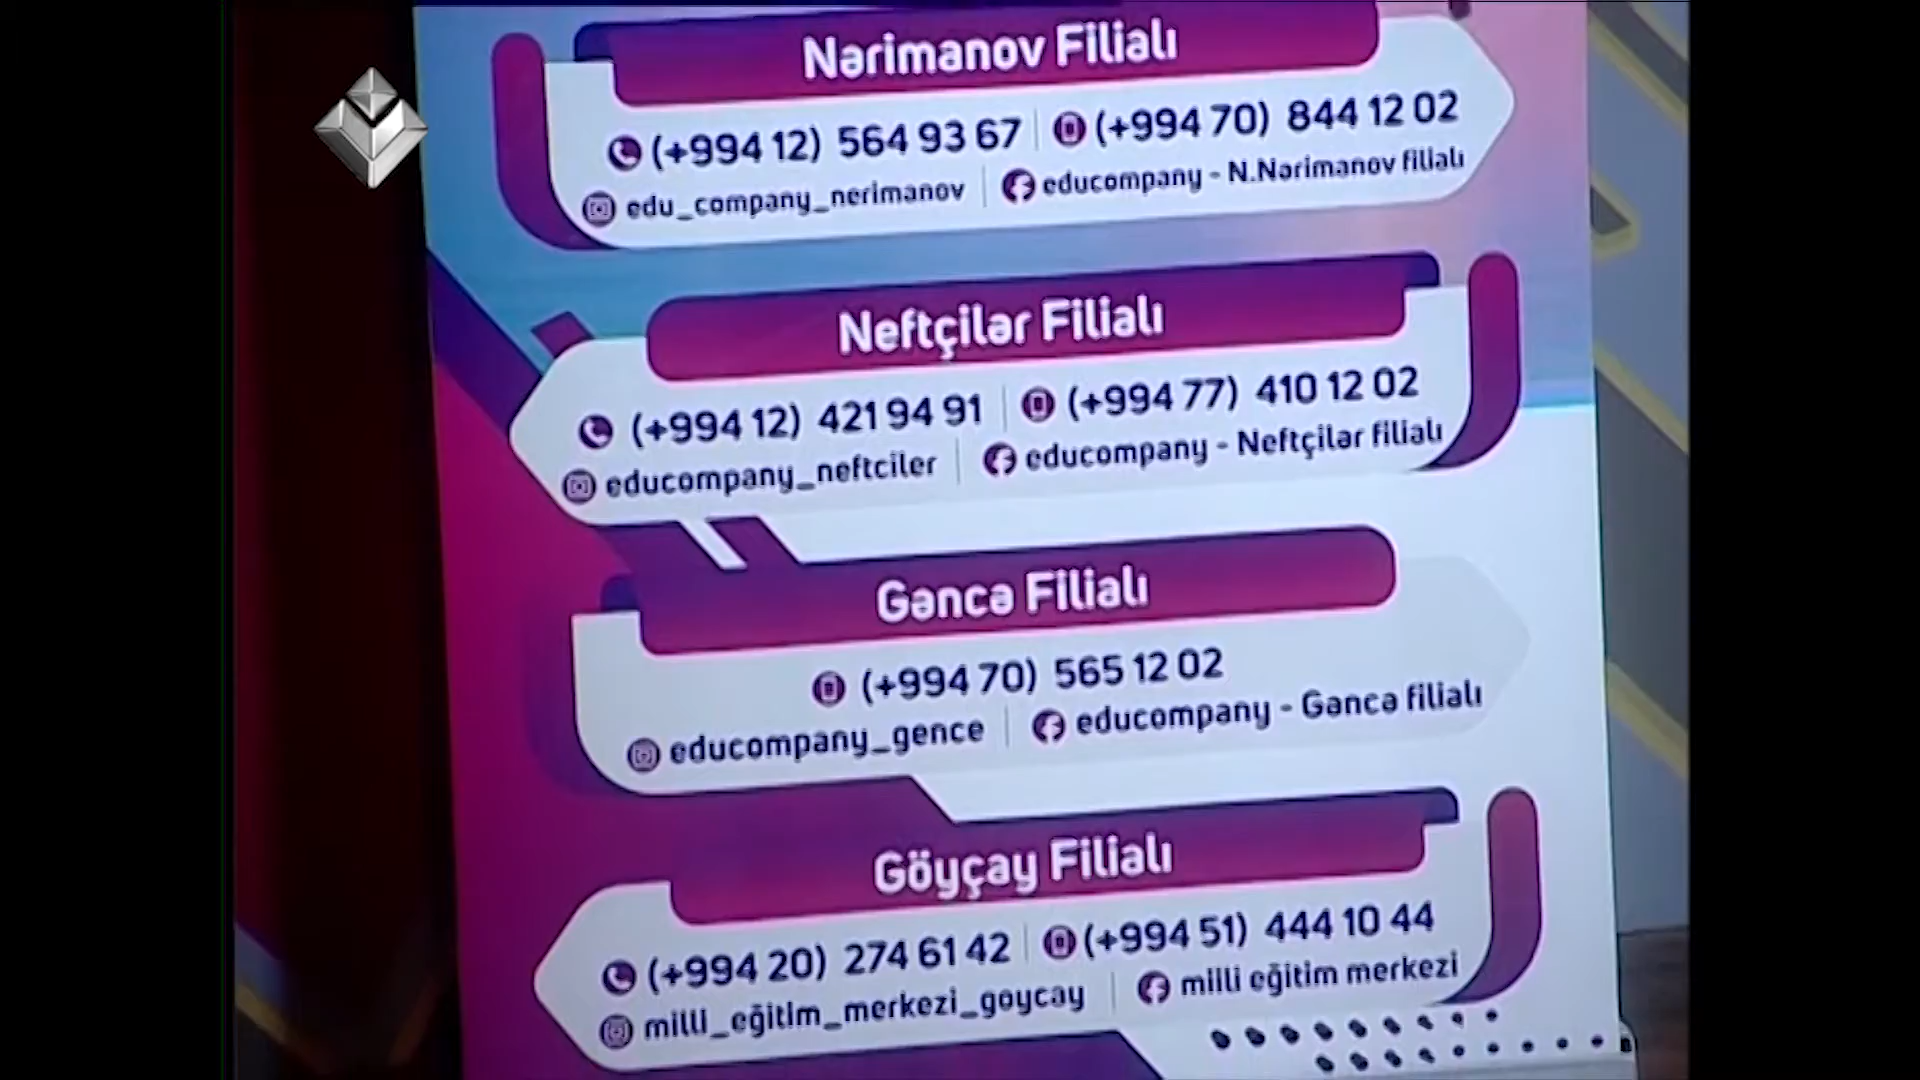 Nərimanov Filialı
(+994 12) 564 93 67 (+994 70) 844 12 02
edu_company_nerimanov educompany - N.Nərimanov filialı
Neftçilər Filialı
(+994 12) 421 94 91 (+994 77) 410 12 02
educompany_neftciler educompany - Neftçilər filialı
Gəncə Filialı
(+994 70) 565 12 02
educompany_gence educompany - Gəncə filialı
Göyçay Filialı
(+994 20) 274 61 42 (+994 51) 444 10 44
milli_eğitim_merkezi_goycay milli eğitim merkezi